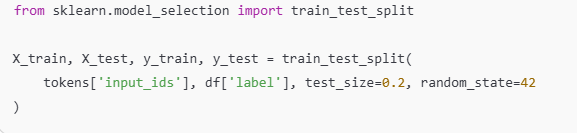 from sklearn.model_selection import train_test_split
X_train, X_test, y_train, y_test = train_test_split(
    tokens['input_ids'], df['label'], test_size=0.2, random_state=42
)